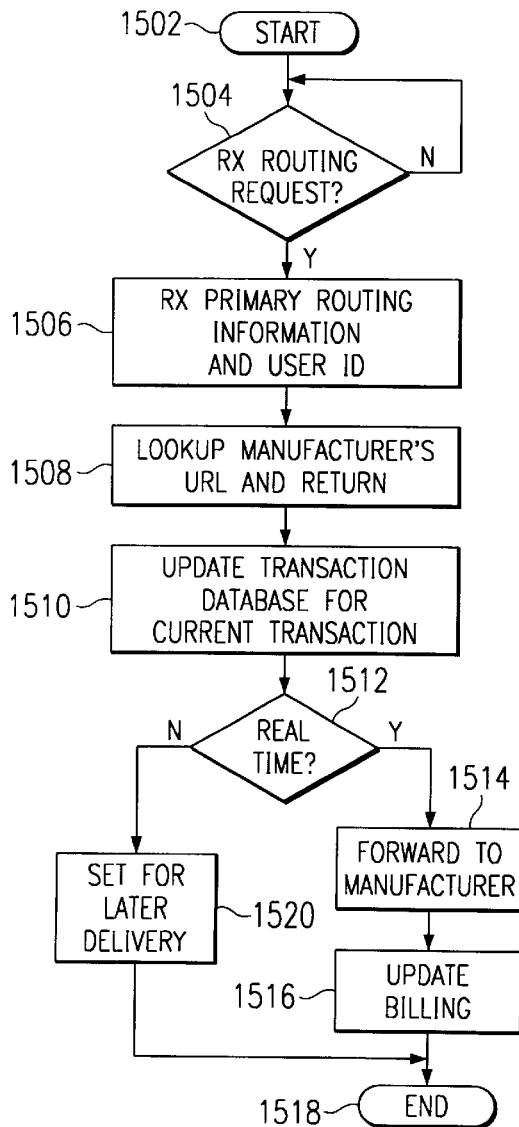 1502
START
1504
RX ROUTING
REQUEST?
N
Y
1506
RX PRIMARY ROUTING
INFORMATION
AND USER ID
1508
LOOKUP MANUFACTURER'S
URL AND RETURN
1510
UPDATE TRANSACTION
DATABASE FOR
CURRENT TRANSACTION
1512
N
REAL
TIME?
Y
1514
FORWARD TO
MANUFACTURER
SET FOR
LATER
DELIVERY
1520
1516
UPDATE
BILLING
1518
END